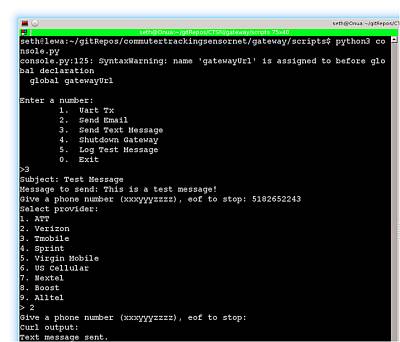 seth@Onua:~/gitRepos/CT
seth@Onua:~/gitRepos/CTSN/gateway/scripts 75x40
seth@lewa:~/gitRepos/commutertrackingsensornet/gateway/scripts$ python3 co
nsole.py
console.py:125: SyntaxWarning: name 'gatewayUrl' is assigned to before glo
bal declaration
global gatewayUrl
Enter a number:
1. Uart Tx
2. Send Email
3. Send Text Message
4. Shutdown Gateway
5. Log Test Message
0. Exit
>3
Subject: Test Message
Message to send: This is a test message!
Give a phone number (xxxyyyzzzz), eof to stop: 5182652243
Select provider:
1. ATT
2. Verizon
3. Tmobile
4. Sprint
5. Virgin Mobile
6. US Cellular
7. Nextel
8. Boost
9. Alltel
> 2
Give a phone number (xxxyyyzzzz), eof to stop:
Curl output:
Text message sent.